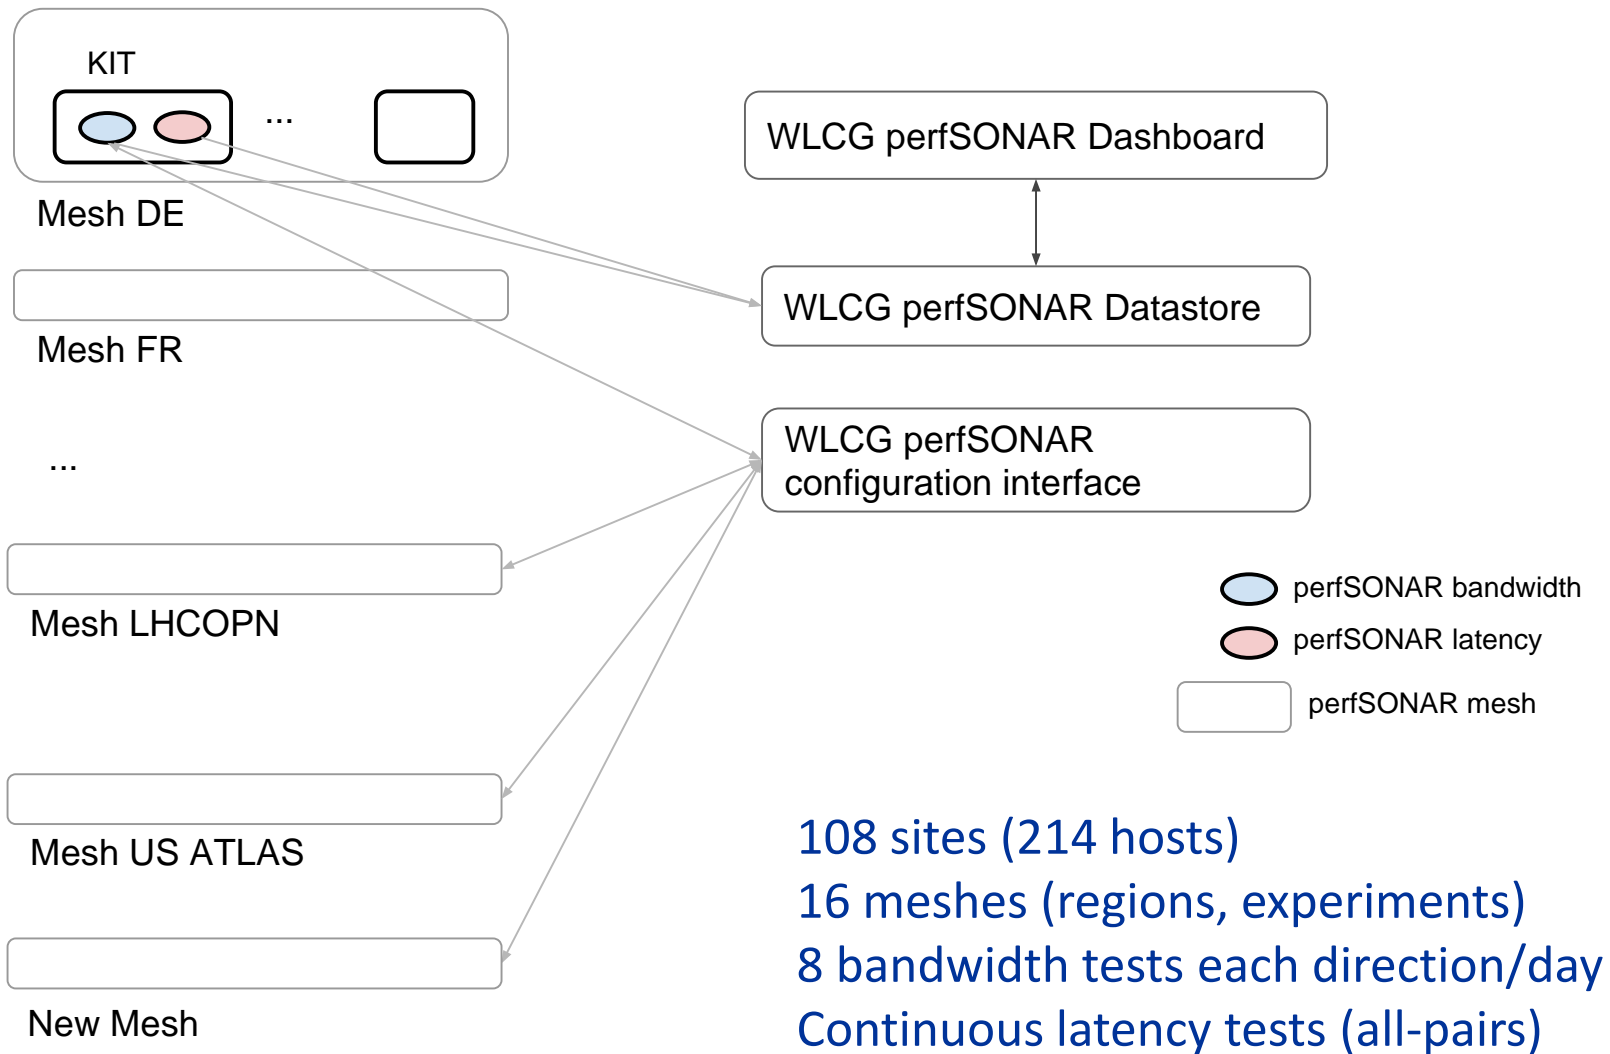 KIT
...
Mesh DE
Mesh FR
...
Mesh LHCOPN
Mesh US ATLAS
New Mesh
WLCG perfSONAR Dashboard
WLCG perfSONAR Datastore
WLCG perfSONAR
configuration interface
perfSONAR bandwidth
perfSONAR latency
perfSONAR mesh
108 sites (214 hosts)
16 meshes (regions, experiments)
8 bandwidth tests each direction/day
Continuous latency tests (all-pairs)